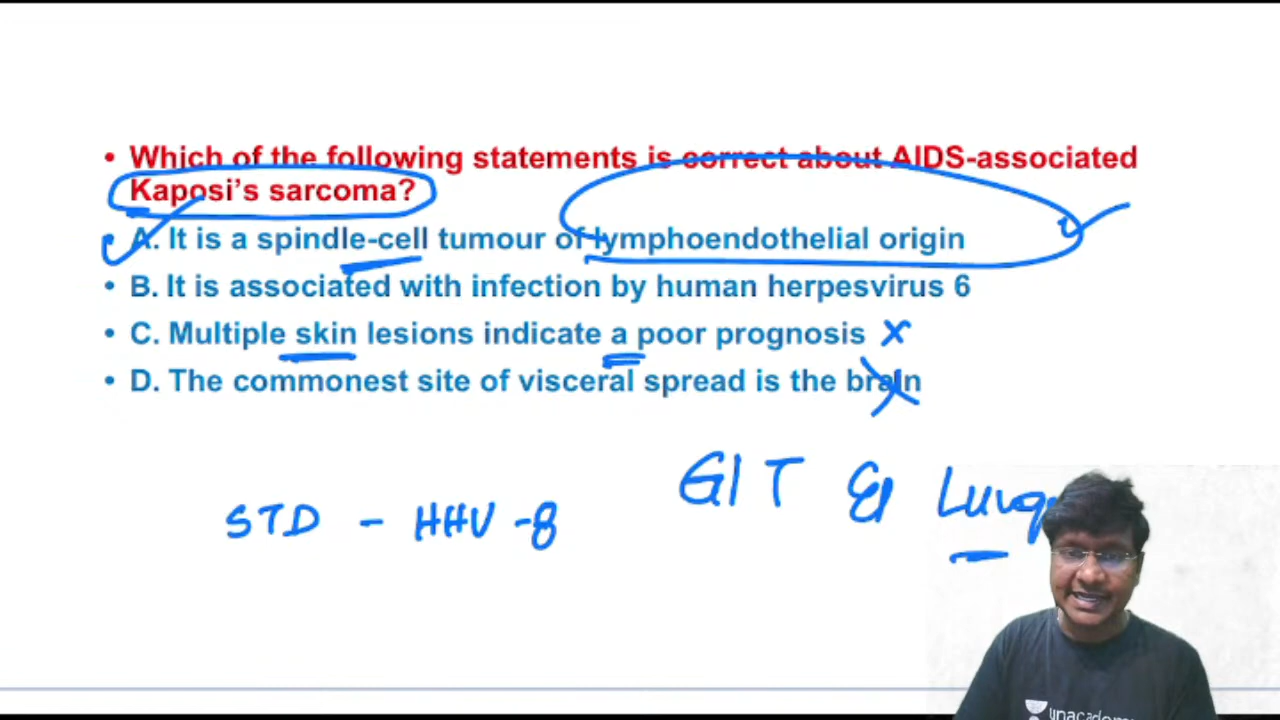 • Which of the following statements is correct about AIDS-associated
Kaposi's sarcoma?
• A. It is a spindle-cell tumour of lymphoendothelial origin
• B. It is associated with infection by human herpesvirus 6
• C. Multiple skin lesions indicate a poor prognosis x
• D. The commonest site of visceral spread is the brain
GIT & Lung
STD - HHV-8